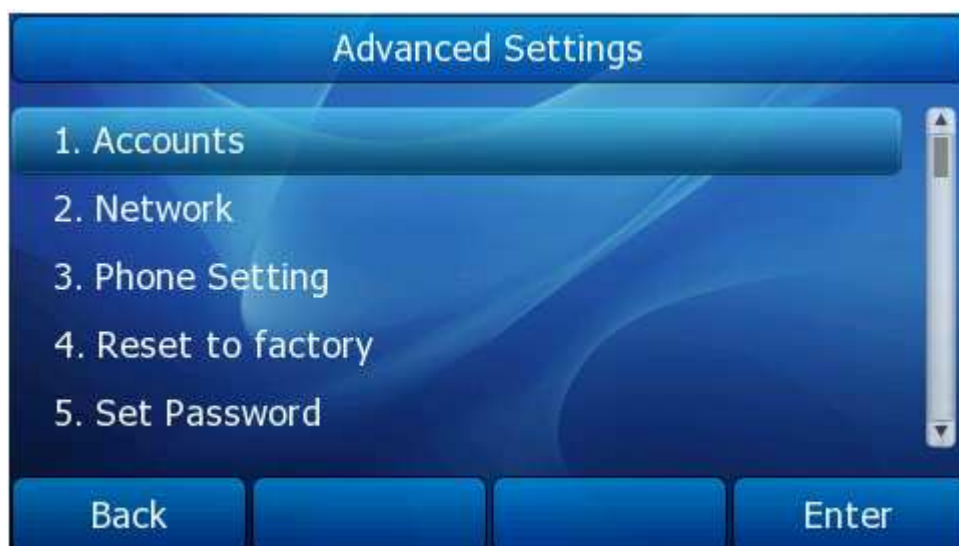 Advanced Settings
1. Accounts
2. Network
3. Phone Setting
4. Reset to factory
5. Set Password
Back Enter